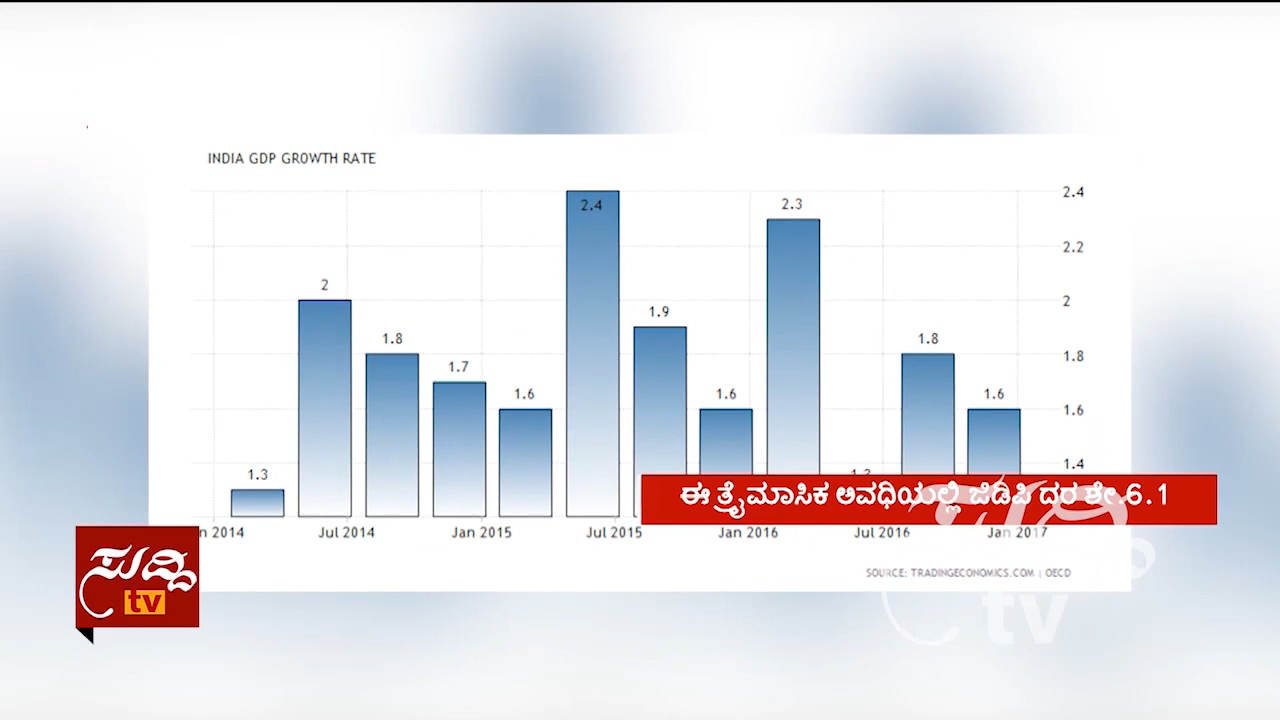 INDIA GDP GROWTH RATE
2.4
2.3
2.4
2.2
2
2
1.9
1.8
1.8
1.8
1.7
1.6
1.6
1.6
1.6
1.3
1.4
ಈ ತ್ರೈಮಾಸಿಕ ಅವಧಿಯಲ್ಲಿ ಜೆಡಿಪಿ ದರ ಶೇ.6.1
2014
Jul 2014
Jan 2015
Jul 2015
Jan 2016
Jul 2016
Jan 2017
SOURCE: TRADINGECONOMICS.COM | OECD
ಸುದ್ದಿ
tv
ಸುದ್ದಿ
tv